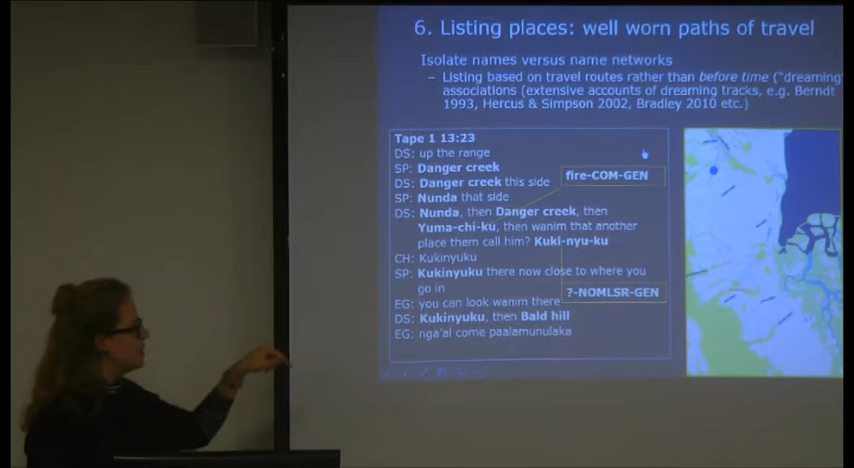 6. Listing places: well worn paths of travel
Isolate names versus name networks
– Listing based on travel routes rather than before time ("dreaming"
associations (extensive accounts of dreaming tracks, e.g. Berndt
1993, Hercus & Simpson 2002, Bradley 2010 etc.)
Tape 1 13:23
DS: up the range
SP: Danger creek
DS: Danger creek this side
SP: Nunda that side
DS: Nunda, then Danger creek, then
Yuma-chi-ku, then wanim that another
place them call him? Kuki-nyu-ku
CH: Kukinyuku
SP: Kukinyuku there now close to where you
go in
EG: you can look wanim there
DS: Kukinyuku, then Bald hill
EG: nga'al come paalamunulaka
fire-COM-GEN
?-NOMLSR-GEN